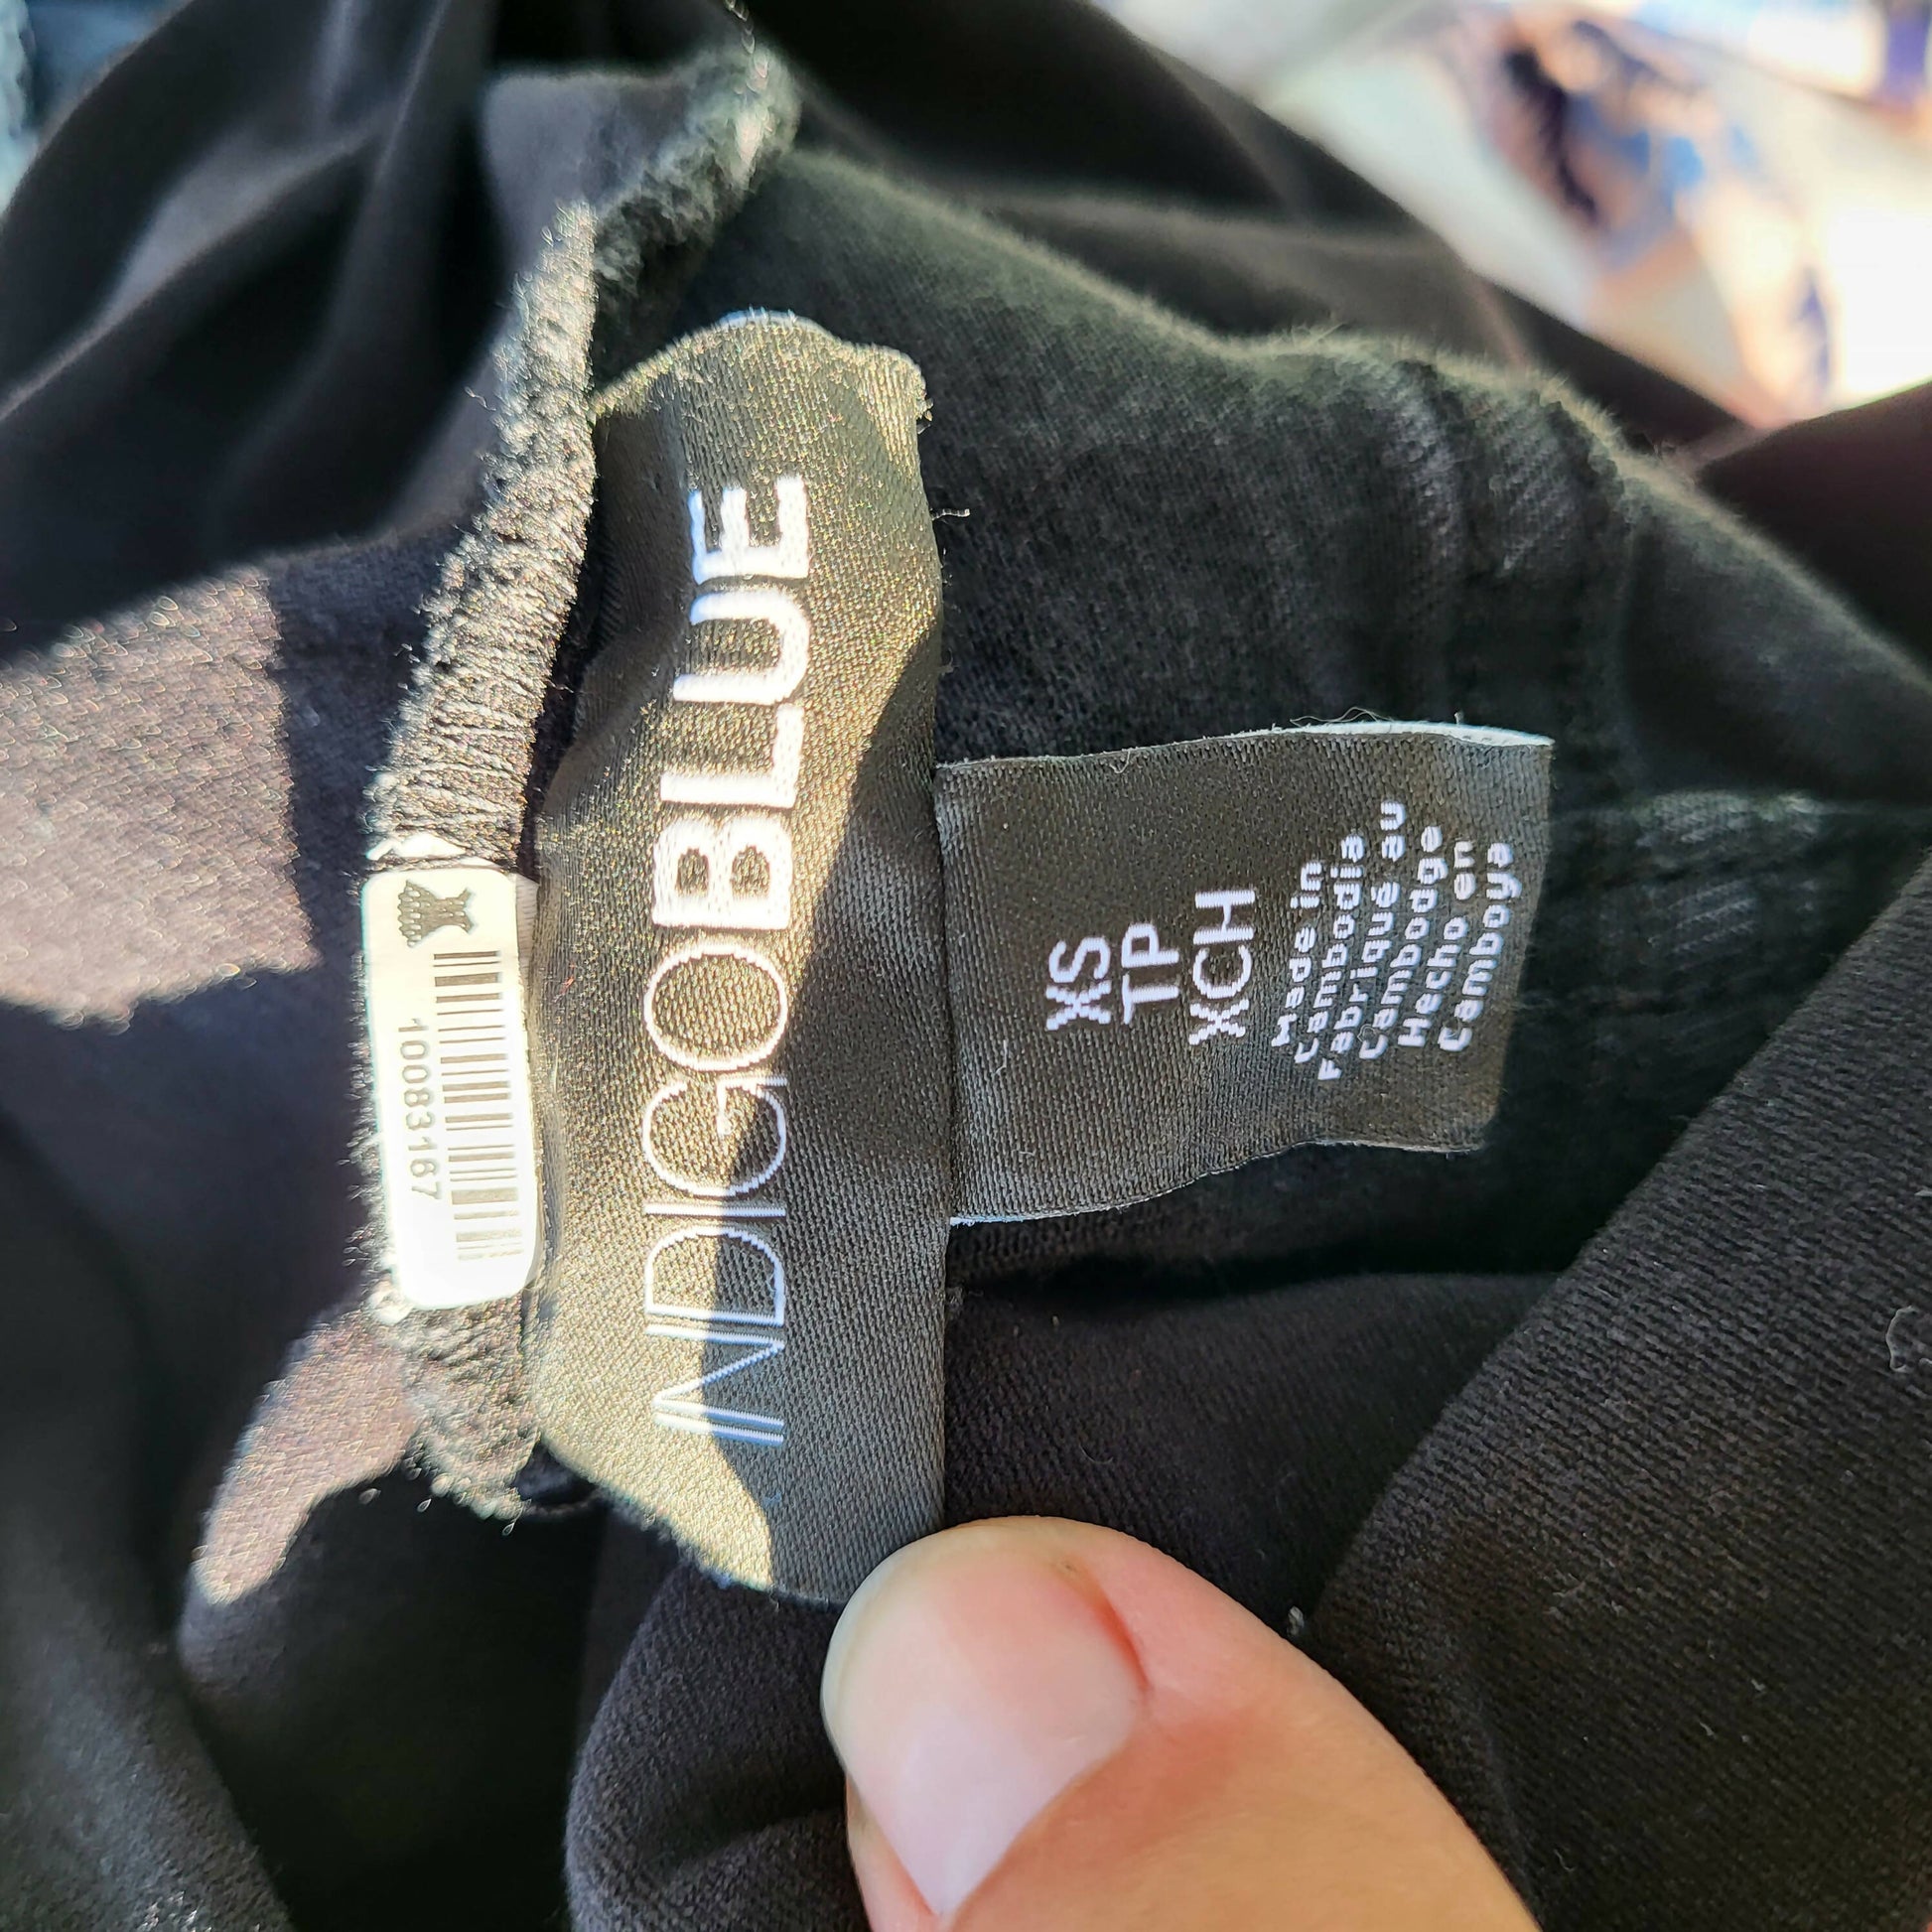 INDIGOBLUE
XS
TP
XCH
Made in
Cambodia
Fabriqué au
Cambodge
Hecho en
Camboya
10083167